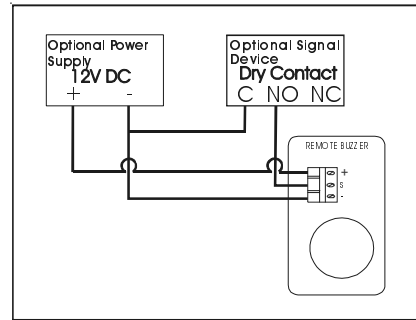 Optional Power
Supply
12V DC
+ -
Optional Signal
Device
Dry Contact
C NO NC
REMOTE BUZZER
+
S
-